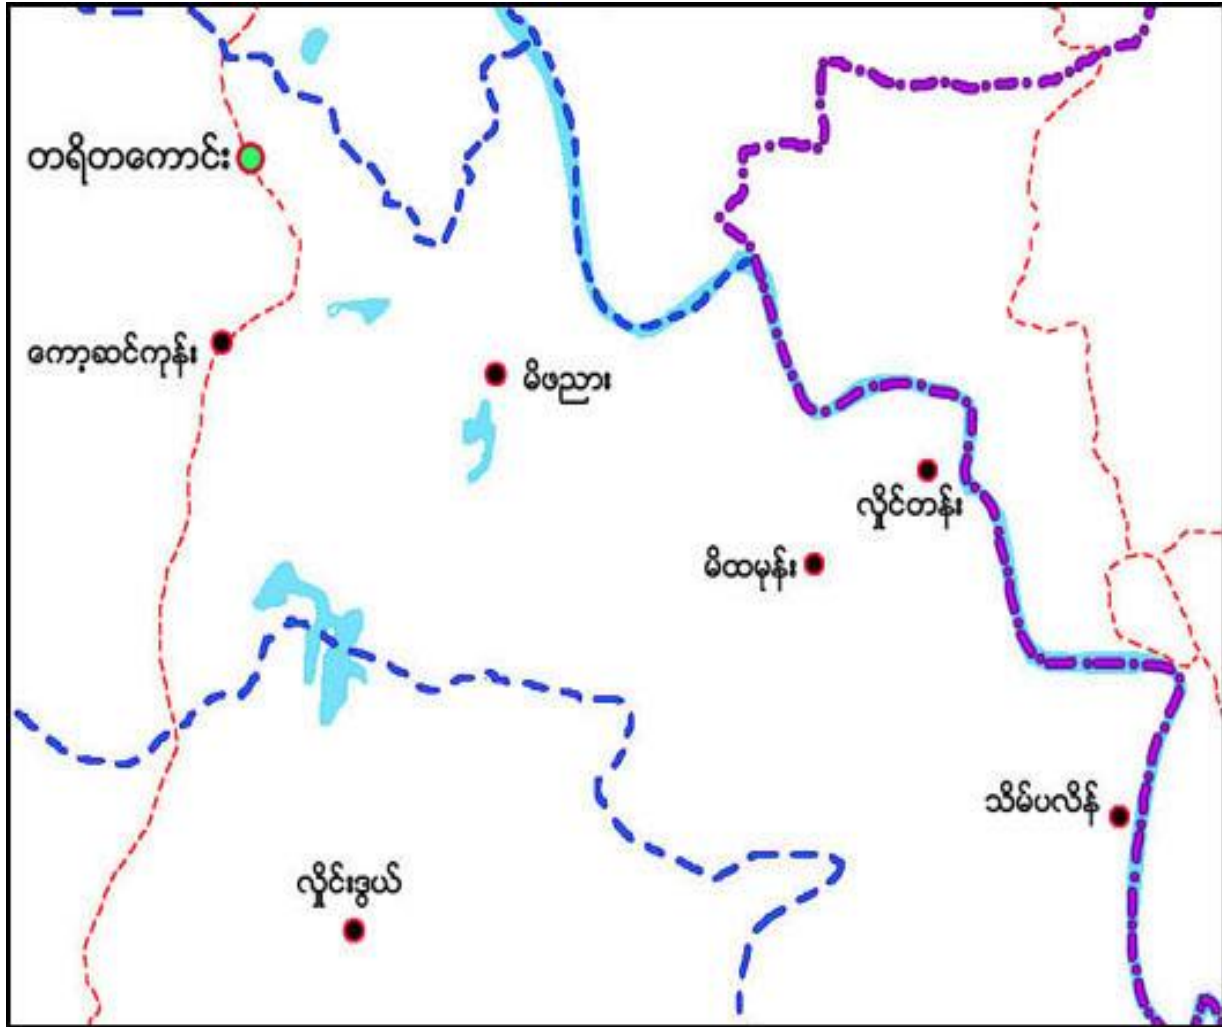 တရိတကောင်း
ကော့ဆင်ကုန်း
မိဖညား
လှိုင်တန်း
မိထမုန်း
သိမ်ပလိန်
လှိုင်းဒွယ်